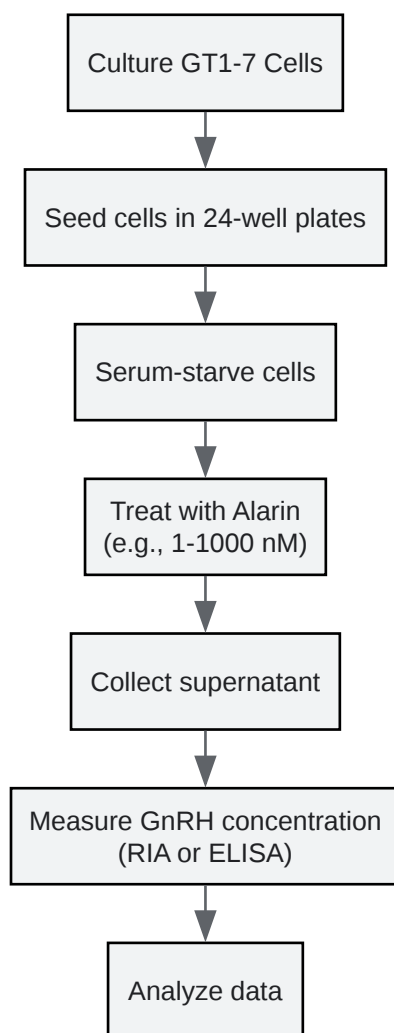 Culture GT1-7 Cells
Seed cells in 24-well plates
Serum-starve cells
Treat with Alarin
(e.g., 1-1000 nM)
Collect supernatant
Measure GnRH concentration
(RIA or ELISA)
Analyze data